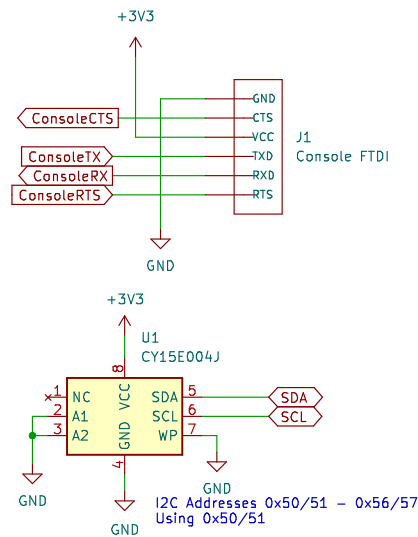 +3V3
GND
ConsoleCTS CTS
VCC J1
ConsoleTX TXD Console FTDI
ConsoleRX RXD
ConsoleRTS RTS
GND
+3V3
U1
CY15E004J
8
1 NC VCC SDA 5 SDA
2 A1 SCL 6 SCL
3 A2 GND WP 7
4
GND GND
GND
I2C Addresses 0x50/51 - 0x56/57
Using 0x50/51